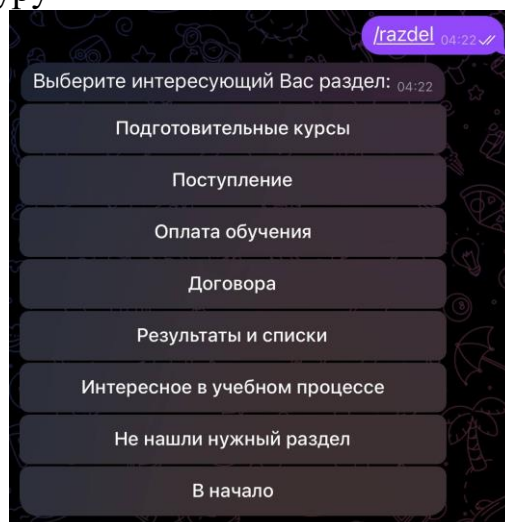 уру
/razdel 04:22
Выберите интересующий Вас раздел: 04:22
Подготовительные курсы
Поступление
Оплата обучения
Договора
Результаты и списки
Интересное в учебном процессе
Не нашли нужный раздел
В начало